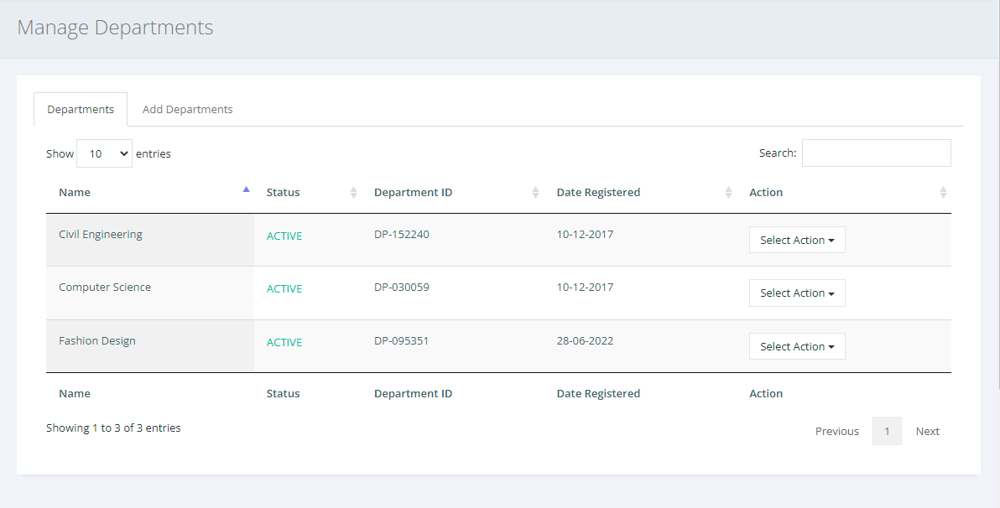 Manage Departments
Departments Add Departments
Show 10 entries Search:
Name Status Department ID Date Registered Action
Civil Engineering ACTIVE DP-152240 10-12-2017 Select Action
Computer Science ACTIVE DP-030059 10-12-2017 Select Action
Fashion Design ACTIVE DP-095351 28-06-2022 Select Action
Name Status Department ID Date Registered Action
Showing 1 to 3 of 3 entries Previous 1 Next